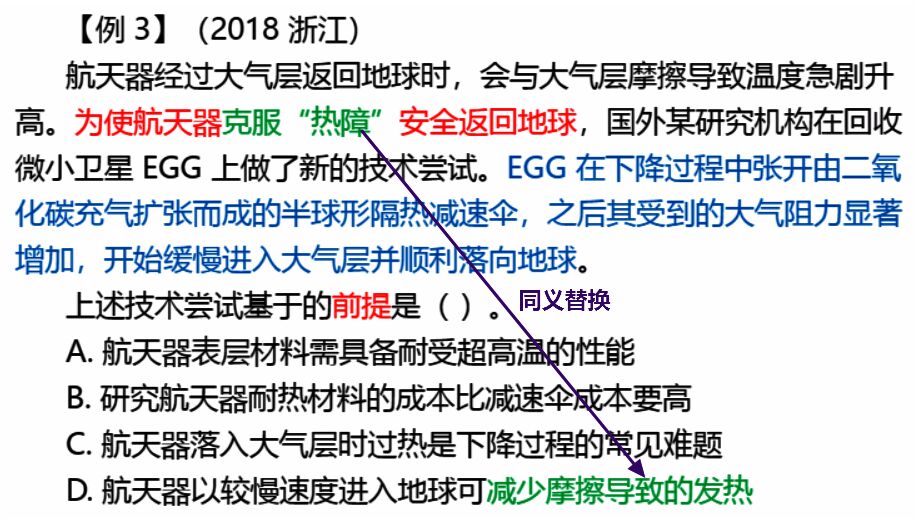 【例 3】（2018 浙江）
航天器经过大气层返回地球时，会与大气层摩擦导致温度急剧升
高。为使航天器克服“热障”安全返回地球，国外某研究机构在回收
微小卫星 EGG 上做了新的技术尝试。EGG 在下降过程中张开由二氧
化碳充气扩张而成的半球形隔热减速伞，之后其受到的大气阻力显著
增加，开始缓慢进入大气层并顺利落向地球。
上述技术尝试基于的前提是（ ）。
同义替换
A. 航天器表层材料需具备耐受超高温的性能
B. 研究航天器耐热材料的成本比减速伞成本要高
C. 航天器落入大气层时过热是下降过程的常见难题
D. 航天器以较慢速度进入地球可减少摩擦导致的发热